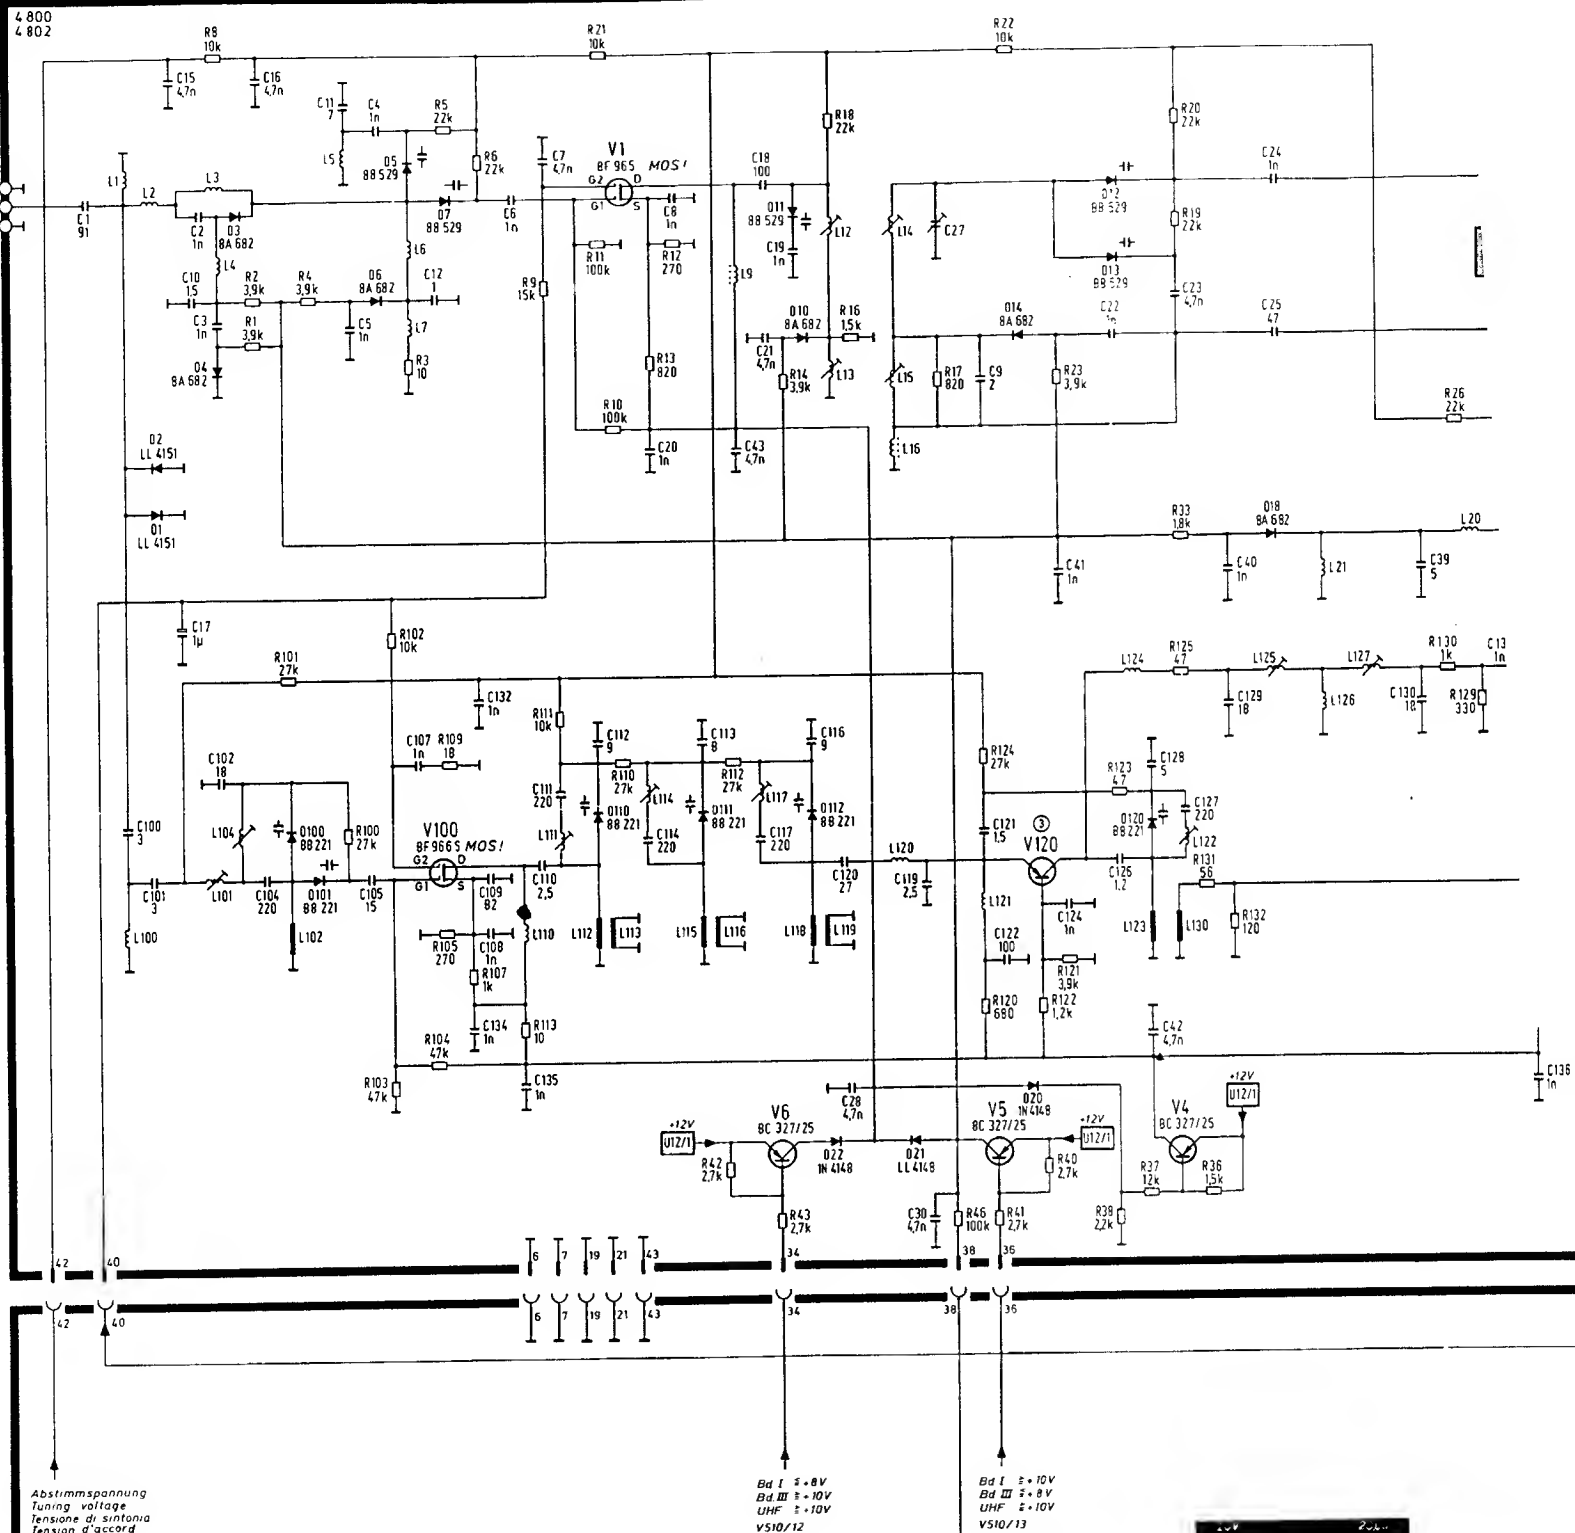 4800
4802
R8
10k
R21
10k
R22
10k
C15
4,7n
C16
4,7n
C11
7
C4
1n
R5
22k
R18
22k
R20
22k
L5
D5
BB 529
R6
22k
C7
4,7n
V1
BF 965 MOS!
C18
100
C24
1n
L1
L2
L3
G2
D
G1
S
C1
91
C2
1n
D3
BA 682
D7
BB 529
C6
1n
C8
1n
D11
BB 529
L12
L14
C27
D12
BB 529
R19
22k
L4
L6
R11
100k
R12
270
C19
1n
D13
BB 529
C10
1,5
R2
3,9k
R4
3,9k
D6
BA 682
C12
1
R9
15k
L9
C23
4,7n
C3
1n
R1
3,9k
C5
1n
L7
D10
BA 682
R16
1,5k
D14
BA 682
C22
1n
C25
47
D4
BA 682
R3
10
R13
820
C21
4,7n
R14
3,9k
L13
L15
R17
820
C9
2
R23
3,9k
R10
100k
R26
22k
D2
LL 4151
C20
1n
C43
4,7n
L16
D1
LL 4151
R33
1,8k
D18
BA 682
L20
C41
1n
C40
1n
L21
C39
5
C17
1µ
R102
10k
R101
27k
L124
R125
47
L125
L127
R130
1k
C13
1n
C132
1n
R111
10k
C129
18
L126
C130
18
R129
330
C102
18
C107
1n
R109
18
C112
9
C113
8
C116
9
R124
27k
C128
5
R110
27k
R112
27k
R123
47
C111
220
D110
BB 221
L114
D111
BB 221
L117
D112
BB 221
C127
220
C100
3
L104
D100
BB 221
R100
27k
V100
BF966S MOS!
L111
C114
220
C117
220
C121
1,5
3
V120
D120
BB 221
L122
G2
D
G1
S
L120
R131
56
C101
3
L101
C104
220
D101
BB 221
C105
15
C109
82
C110
2,5
C120
27
C119
2,5
C126
1,2
L100
L102
R105
270
C108
1n
L110
L112
L113
L115
L116
L118
L119
L121
C124
1n
L123
L130
R132
120
R107
1k
C122
100
R121
3,9k
C134
1n
R113
10
R120
680
R122
1,2k
C42
4,7n
R104
47k
R103
47k
C135
1n
C136
1n
C28
4,7n
D20
1N 4148
+12V
U12/1
V6
BC 327/25
V5
BC 327/25
V4
BC 327/25
+12V
U12/1
+12V
U12/1
R42
2,7k
D22
1N 4148
D21
LL 4148
R40
2,7k
R37
12k
R36
1,5k
R43
2,7k
C30
4,7n
R46
100k
R41
2,7k
R38
2,2k
42
40
6
7
19
21
43
34
38
36
42
40
6
7
19
21
43
34
38
36
Abstimmspannung
Tuning voltage
Tensione di sintonia
Tension d'accord
Bd I ≦ +8V
Bd III ≧ +10V
UHF ≧ +10V
V510/12
Bd I ≧ +10V
Bd III ≦ +8V
UHF ≧ +10V
V510/13